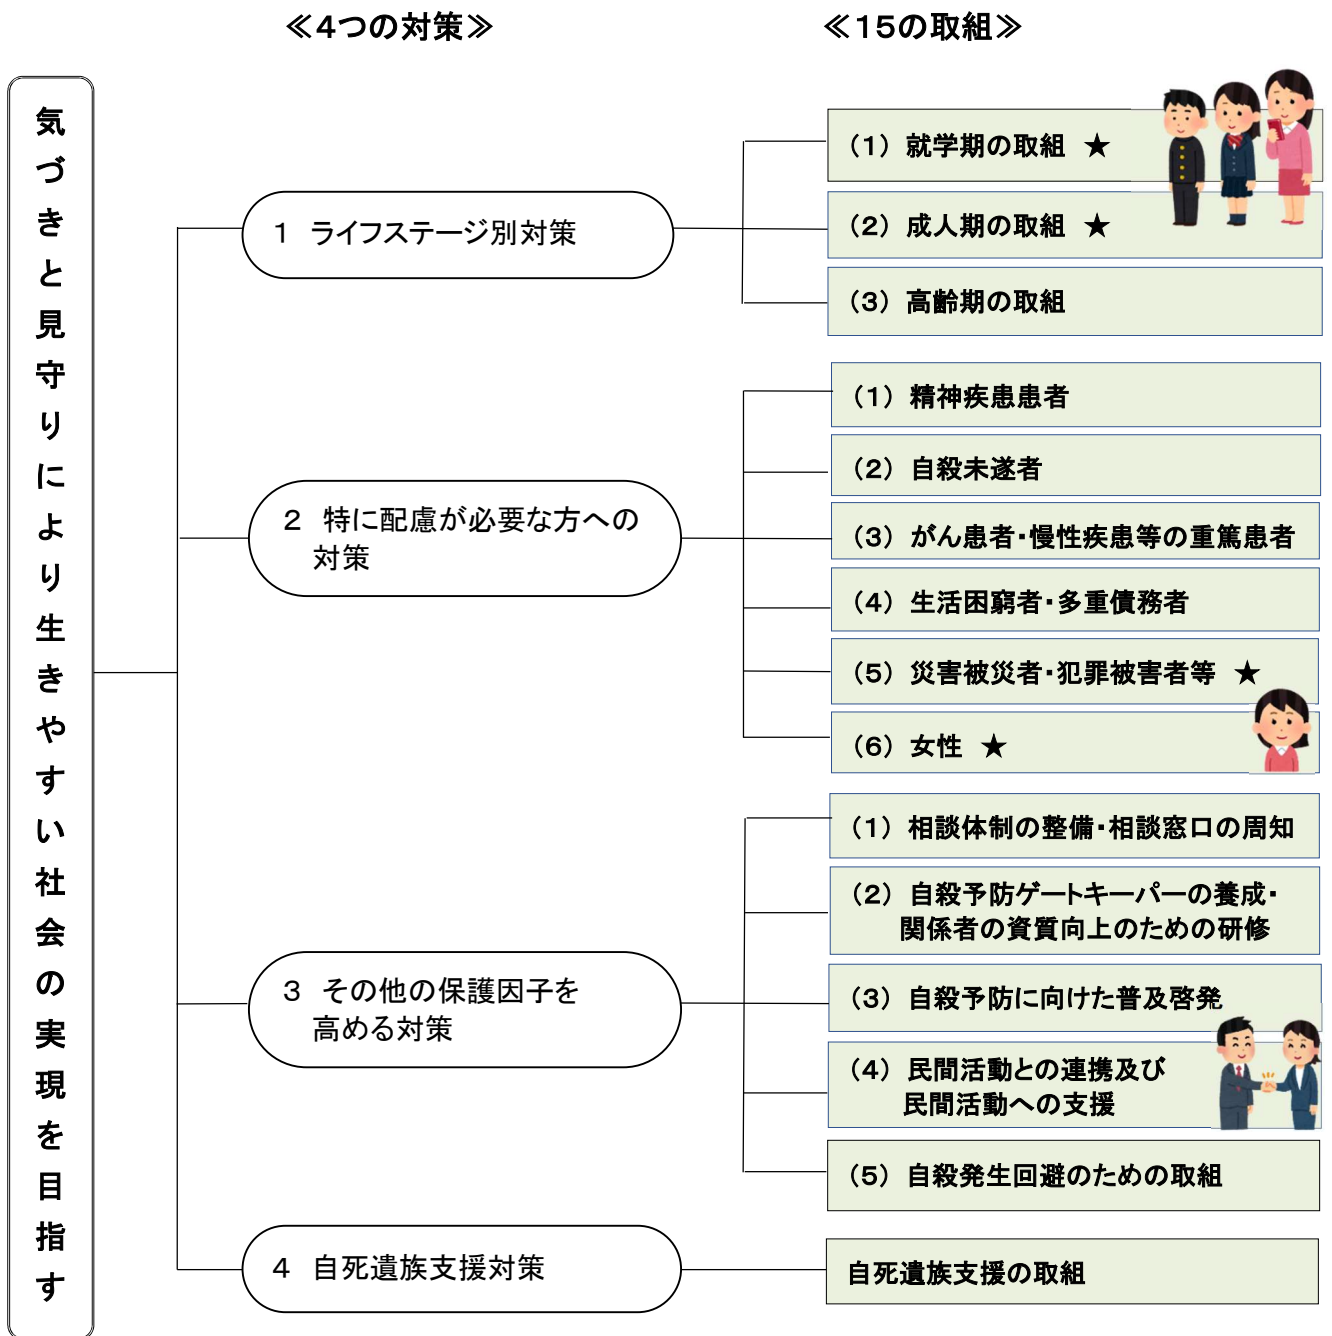 ≪4つの対策≫
≪15の取組≫
気づきと見守りにより生きやすい社会の実現を目指す
1 ライフステージ別対策
(1) 就学期の取組 ★
(2) 成人期の取組 ★
(3) 高齢期の取組
2 特に配慮が必要な方への
対策
(1) 精神疾患患者
(2) 自殺未遂者
(3) がん患者・慢性疾患等の重篤患者
(4) 生活困窮者・多重債務者
(5) 災害被災者・犯罪被害者等 ★
(6) 女性 ★
3 その他の保護因子を
高める対策
(1) 相談体制の整備・相談窓口の周知
(2) 自殺予防ゲートキーパーの養成・
関係者の資質向上のための研修
(3) 自殺予防に向けた普及啓発
(4) 民間活動との連携及び
民間活動への支援
(5) 自殺発生回避のための取組
4 自死遺族支援対策
自死遺族支援の取組